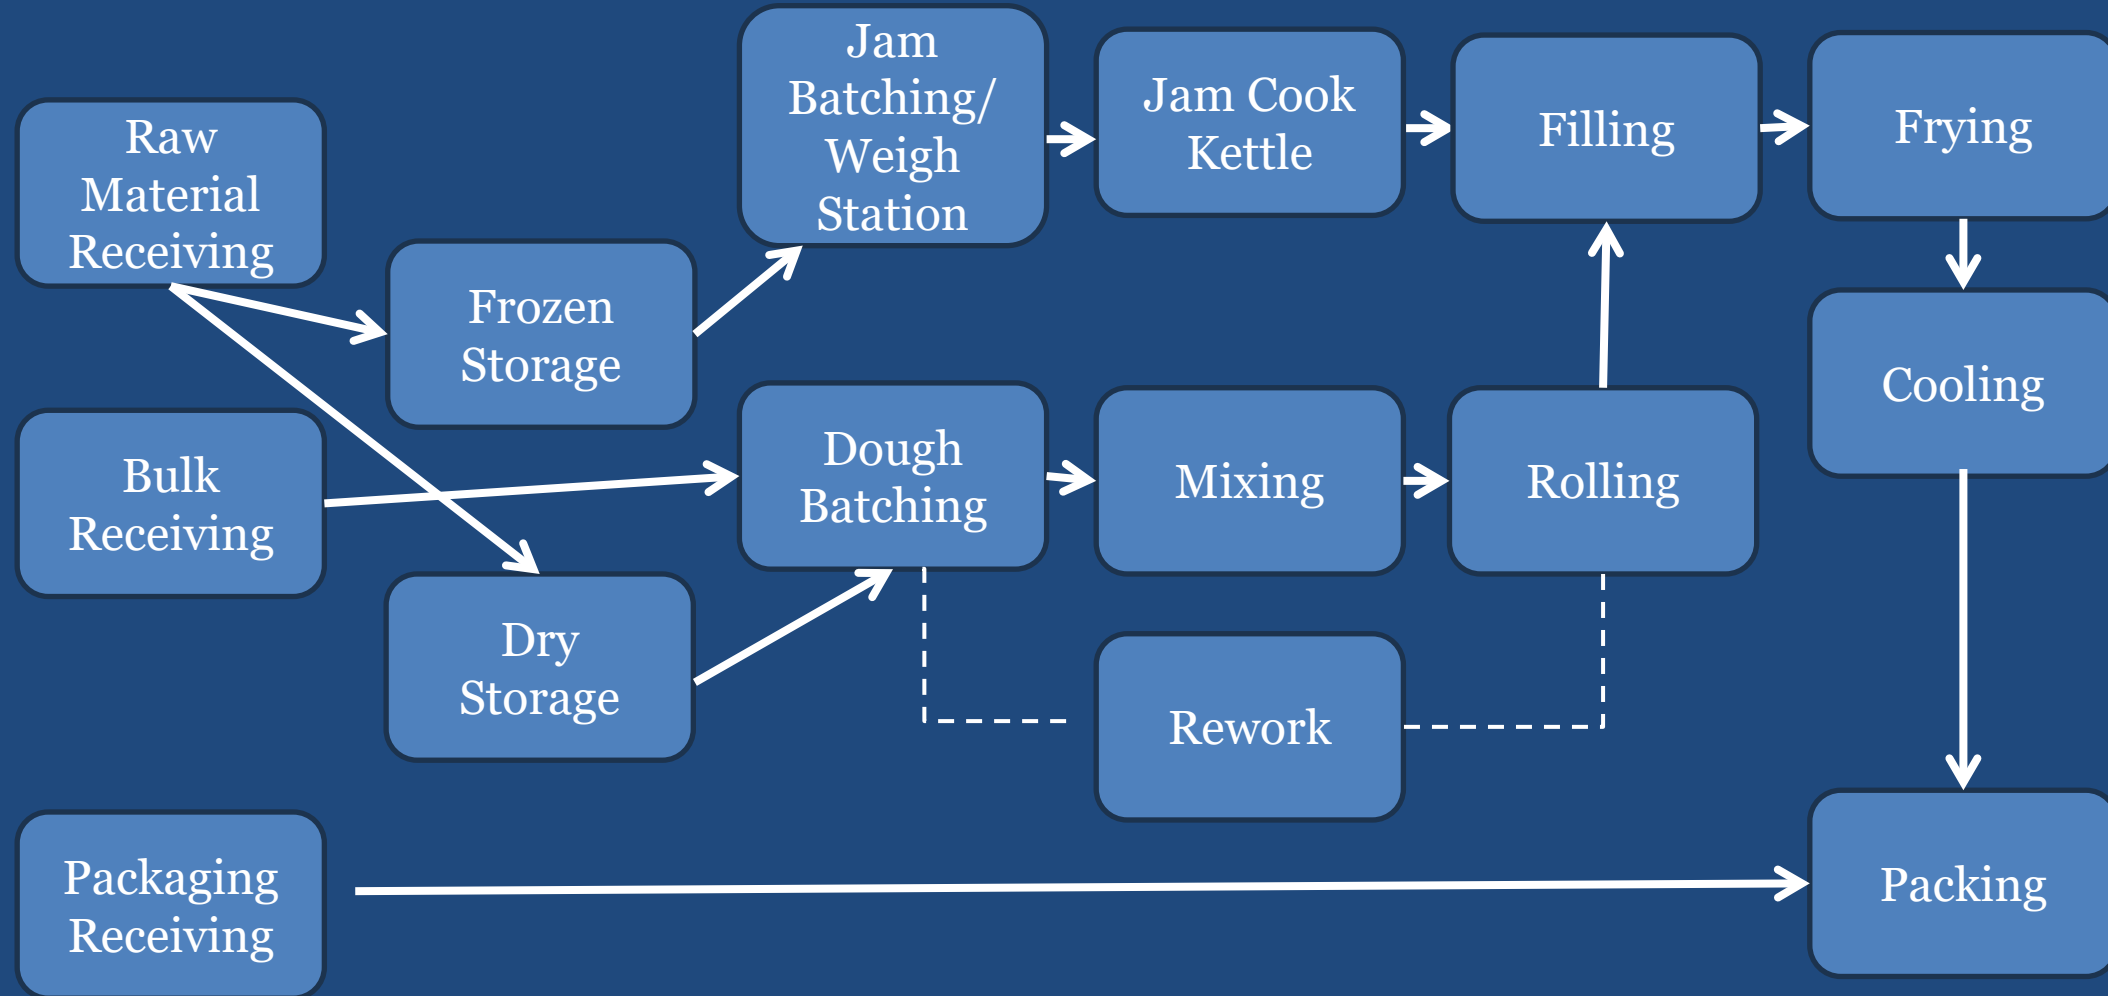 Raw
Material
Receiving
Frozen
Storage
Jam
Batching/
Weigh
Station
Jam Cook
Kettle
Filling
Frying
Bulk
Receiving
Dough
Batching
Mixing
Rolling
Cooling
Dry
Storage
Rework
Packaging
Receiving
Packing